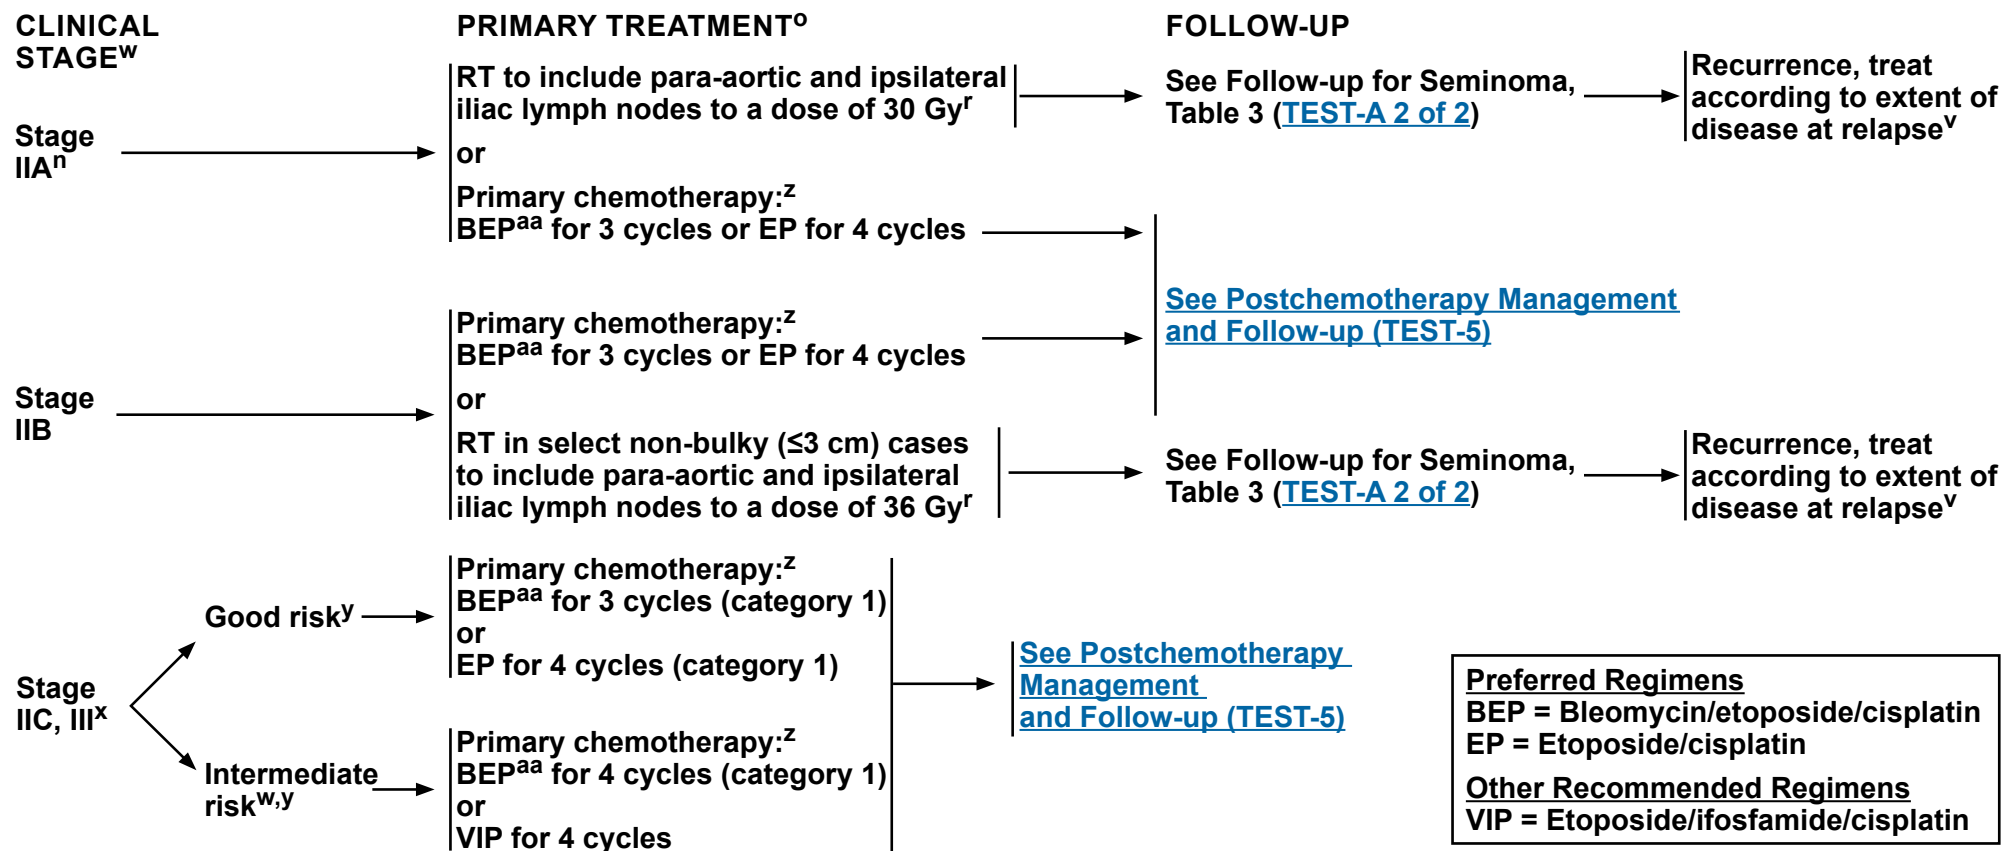 CLINICAL
STAGEw
PRIMARY TREATMENTo
FOLLOW-UP
Stage
IIAn
RT to include para-aortic and ipsilateral
iliac lymph nodes to a dose of 30 Gyr
or
Primary chemotherapy:z
BEPaa for 3 cycles or EP for 4 cycles
See Follow-up for Seminoma,
Table 3 (TEST-A 2 of 2)
Recurrence, treat
according to extent of
disease at relapsev
Stage
IIB
Primary chemotherapy:z
BEPaa for 3 cycles or EP for 4 cycles
or
RT in select non-bulky (≤3 cm) cases
to include para-aortic and ipsilateral
iliac lymph nodes to a dose of 36 Gyr
See Postchemotherapy Management
and Follow-up (TEST-5)
See Follow-up for Seminoma,
Table 3 (TEST-A 2 of 2)
Recurrence, treat
according to extent of
disease at relapsev
Stage
IIC, IIIx
Good risky
Primary chemotherapy:z
BEPaa for 3 cycles (category 1)
or
EP for 4 cycles (category 1)
Intermediate
riskw,y
Primary chemotherapy:z
BEPaa for 4 cycles (category 1)
or
VIP for 4 cycles
See Postchemotherapy
Management
and Follow-up (TEST-5)
Preferred Regimens
BEP = Bleomycin/etoposide/cisplatin
EP = Etoposide/cisplatin
Other Recommended Regimens
VIP = Etoposide/ifosfamide/cisplatin